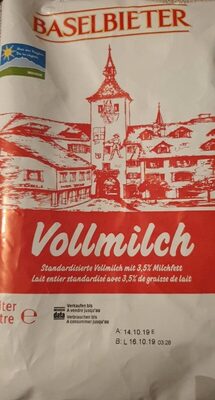 BASELBIETER
Vollmilch
Standardisierte Vollmilch mit 3,5% Milchfett
Lait entier standardisé avec 3,5% de graisse de lait
Verkaufen bis
A vendre jusqu'au
data
Verbrauchen bis
A consommer jusqu'au
A: 14.10.19 E
B: L 16.10.19 03:28